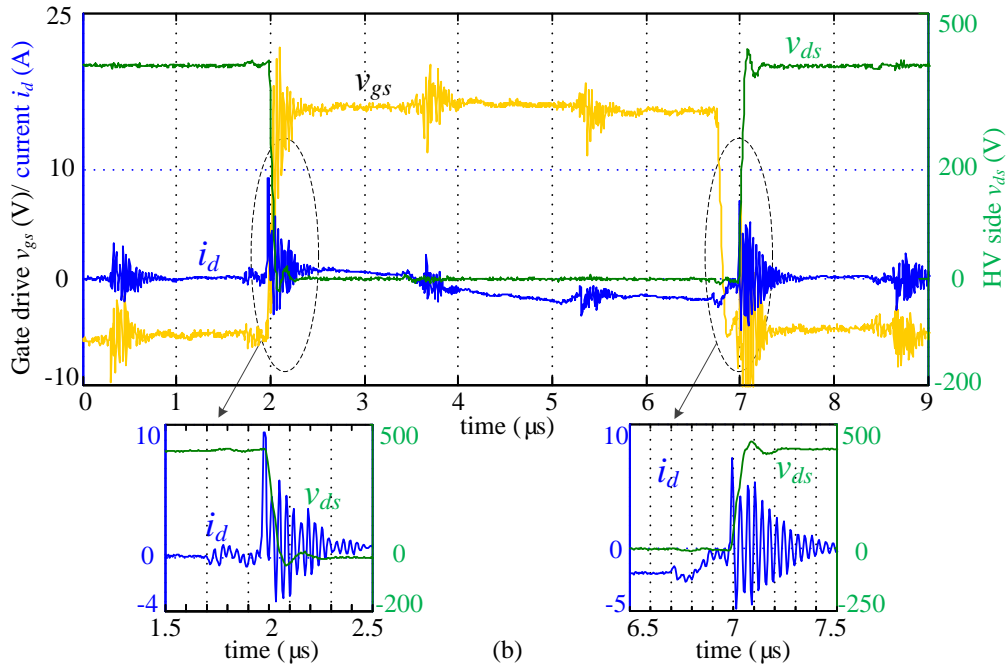 Gate drive v_gs (V)/ current i_d (A)
25
10
0
-10
v_gs
i_d
v_ds
500
200
0
-200
HV side v_ds (V)
0 1 2 3 4 5 6 7 8 9
time (μs)
10
0
-4
i_d
v_ds
500
0
-200
1.5 2 2.5
time (μs)
10
0
-5
i_d
v_ds
500
0
-250
6.5 7 7.5
time (μs)
(b)